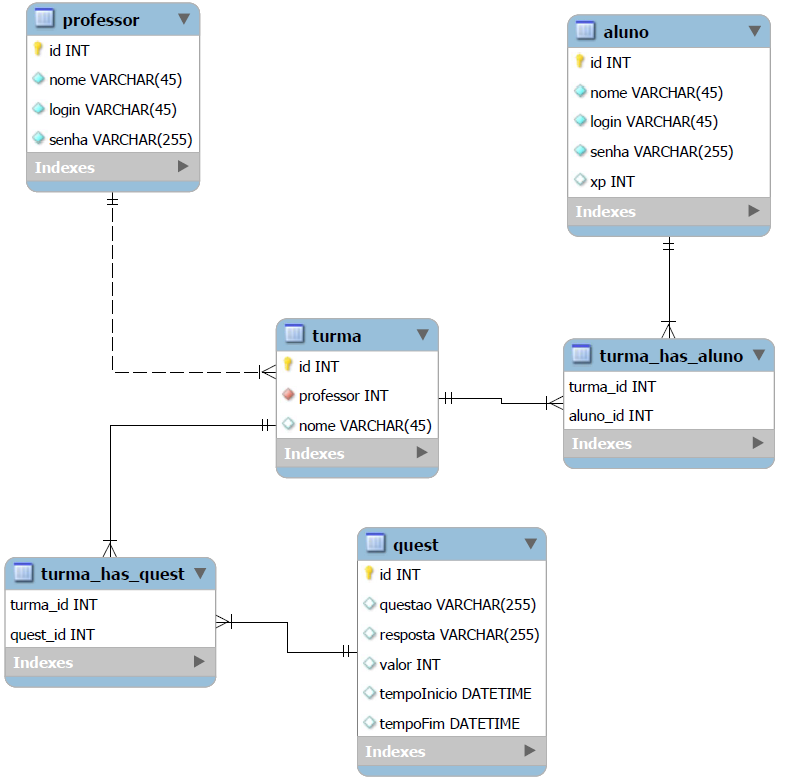 professor
id INT
nome VARCHAR(45)
login VARCHAR(45)
senha VARCHAR(255)
Indexes
aluno
id INT
nome VARCHAR(45)
login VARCHAR(45)
senha VARCHAR(255)
xp INT
Indexes
turma
id INT
professor INT
nome VARCHAR(45)
Indexes
turma_has_aluno
turma_id INT
aluno_id INT
Indexes
turma_has_quest
turma_id INT
quest_id INT
Indexes
quest
id INT
questao VARCHAR(255)
resposta VARCHAR(255)
valor INT
tempoInicio DATETIME
tempoFim DATETIME
Indexes